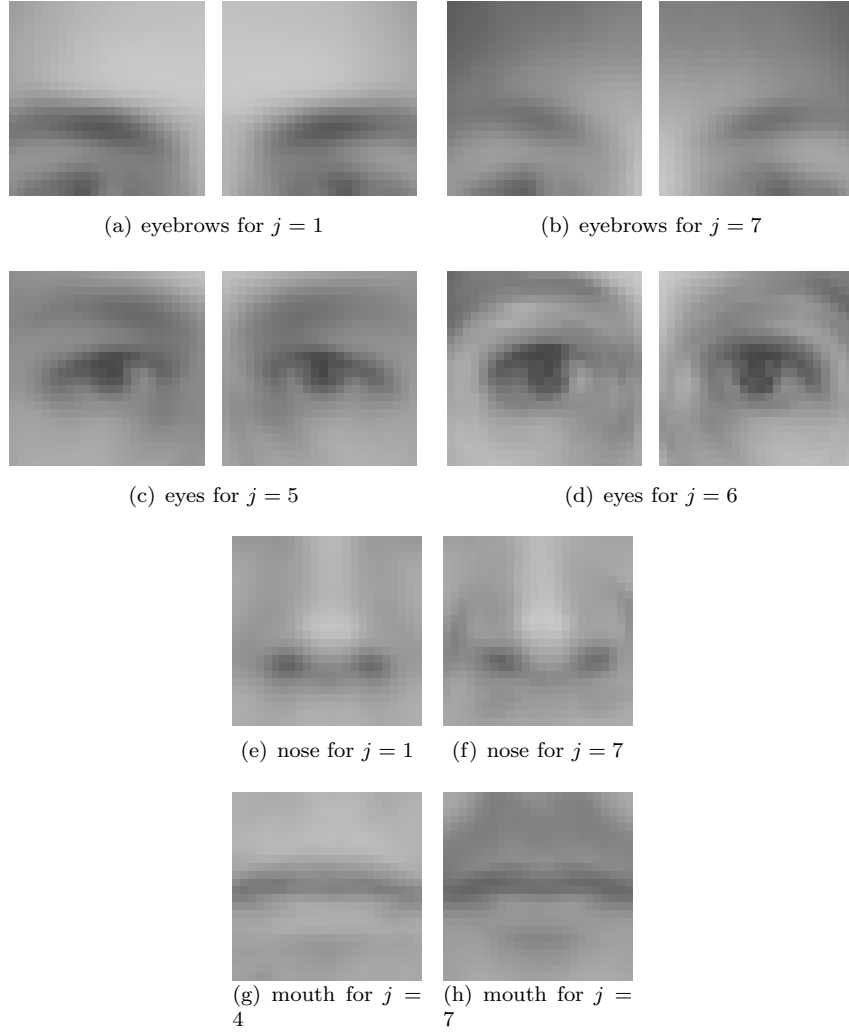 (a) eyebrows for j = 1
(b) eyebrows for j = 7
(c) eyes for j = 5
(d) eyes for j = 6
(e) nose for j = 1
(f) nose for j = 7
(g) mouth for j =
4
(h) mouth for j =
7